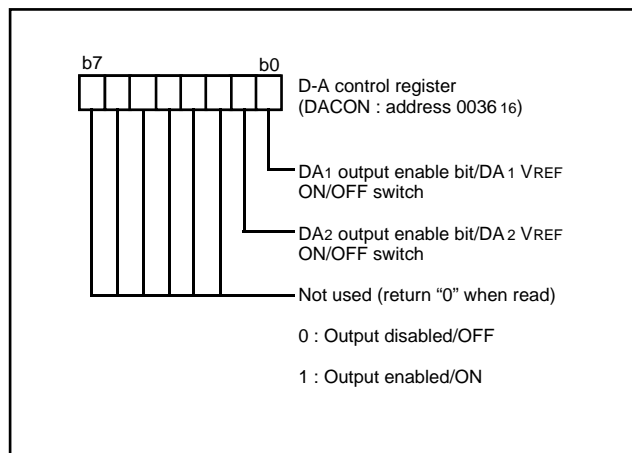 b7 b0
D-A control register
(DACON : address 0036 16)
DA1 output enable bit/DA 1 VREF
ON/OFF switch
DA2 output enable bit/DA 2 VREF
ON/OFF switch
Not used (return “0” when read)
0 : Output disabled/OFF
1 : Output enabled/ON